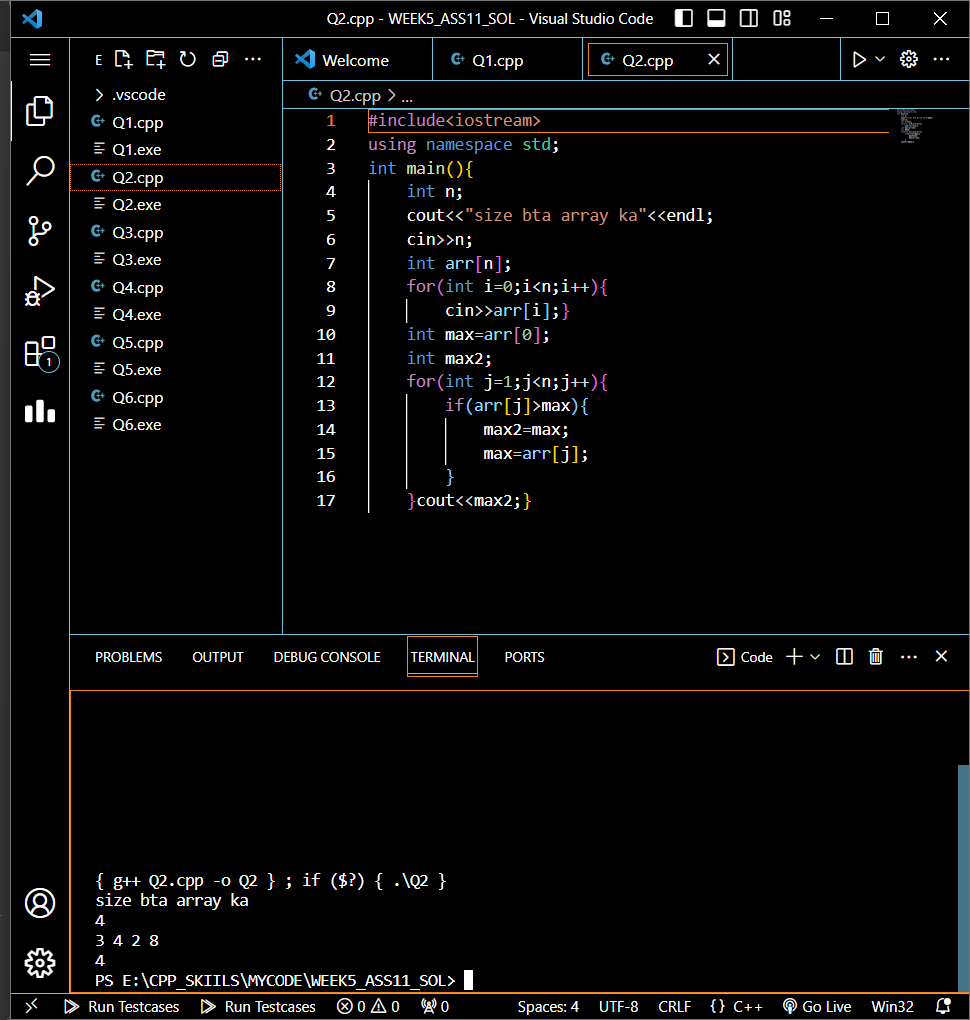 Q2.cpp - WEEK5_ASS11_SOL - Visual Studio Code
E
Welcome
Q1.cpp
Q2.cpp
.vscode
Q1.cpp
Q1.exe
Q2.cpp
Q2.exe
Q3.cpp
Q3.exe
Q4.cpp
Q4.exe
Q5.cpp
Q5.exe
Q6.cpp
Q6.exe
1
Q2.cpp > ...
1 #include<iostream>
2 using namespace std;
3 int main(){
4     int n;
5     cout<<"size bta array ka"<<endl;
6     cin>>n;
7     int arr[n];
8     for(int i=0;i<n;i++){
9         cin>>arr[i];}
10     int max=arr[0];
11     int max2;
12     for(int j=1;j<n;j++){
13         if(arr[j]>max){
14             max2=max;
15             max=arr[j];
16         }
17     }cout<<max2;}
PROBLEMS OUTPUT DEBUG CONSOLE TERMINAL PORTS Code
{ g++ Q2.cpp -o Q2 } ; if ($?) { .\Q2 }
size bta array ka
4
3 4 2 8
4
PS E:\CPP_SKIILS\MYCODE\WEEK5_ASS11_SOL>
Run Testcases Run Testcases 0 0 0 Spaces: 4 UTF-8 CRLF {} C++ Go Live Win32